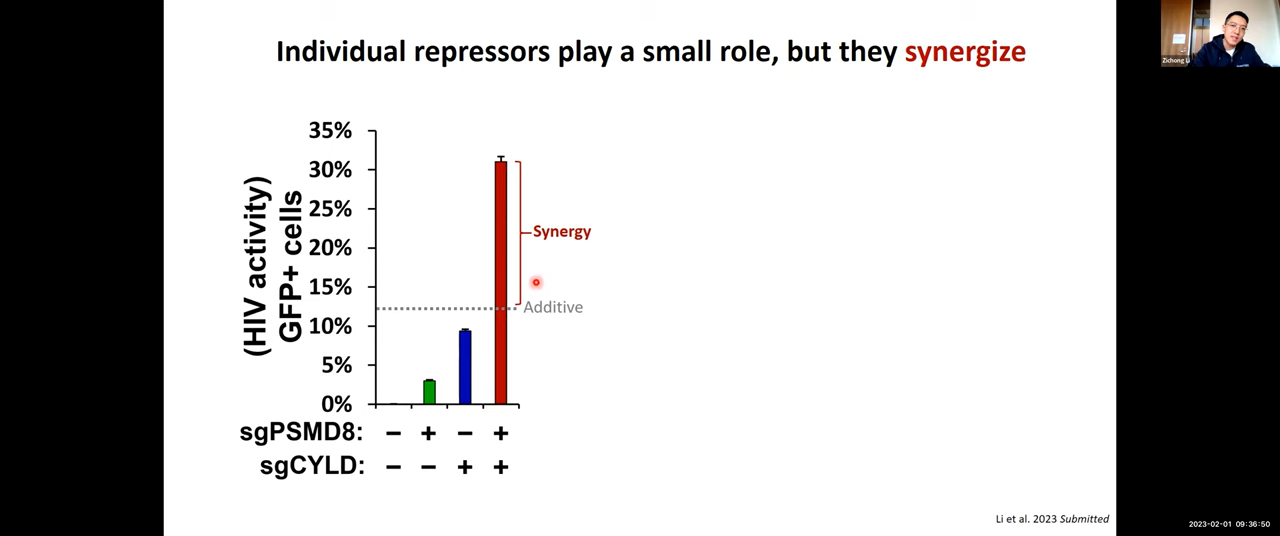 Individual repressors play a small role, but they synergize
35%
30%
25%
20%
15%
10%
5%
0%
(HIV activity)
GFP+ cells
Synergy
Additive
sgPSMD8: – + – +
sgCYLD: – – + +
Li et al. 2023 Submitted
Zichong Li
2023-02-01 09:36:50